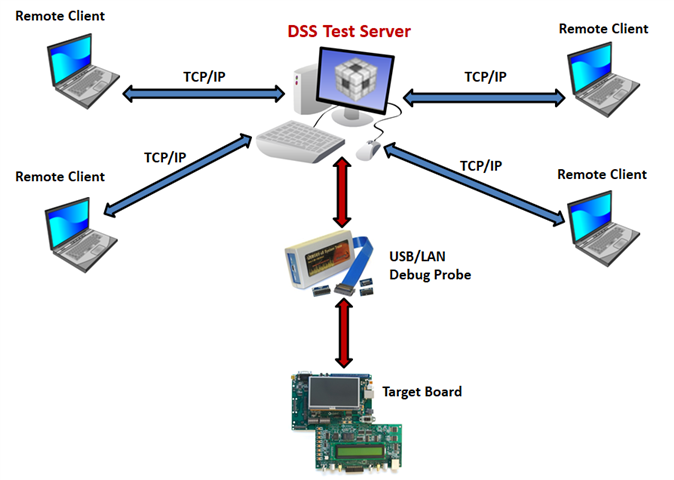 DSS Test Server
Remote Client
Remote Client
TCP/IP
TCP/IP
TCP/IP
TCP/IP
Remote Client
Remote Client
USB/LAN
Debug Probe
Target Board